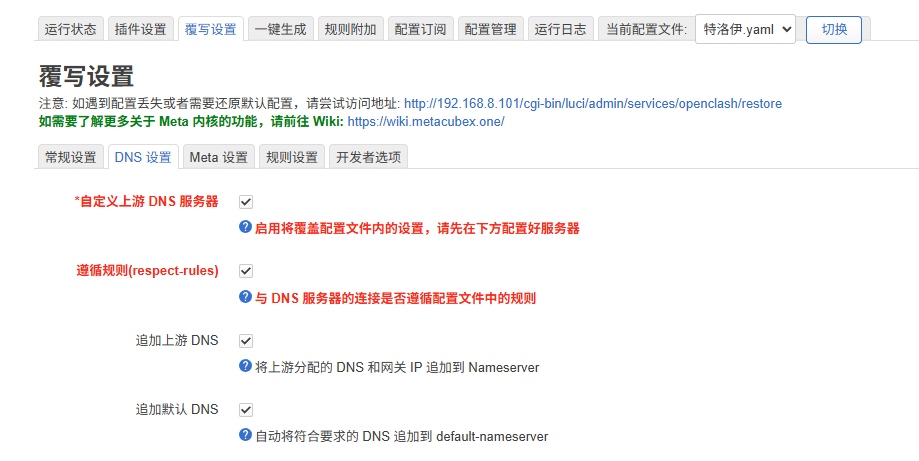 运行状态 插件设置 覆写设置 一键生成 规则附加 配置订阅 配置管理 运行日志 当前配置文件: 特洛伊.yaml 切换
覆写设置
注意: 如遇到配置丢失或者需要还原默认配置，请尝试访问地址: http://192.168.8.101/cgi-bin/luci/admin/services/openclash/restore
如需要了解更多关于 Meta 内核的功能，请前往 Wiki: https://wiki.metacubex.one/
常规设置 DNS 设置 Meta 设置 规则设置 开发者选项
*自定义上游 DNS 服务器
启用将覆盖配置文件内的设置，请先在下方配置好服务器
遵循规则(respect-rules)
与 DNS 服务器的连接是否遵循配置文件中的规则
追加上游 DNS
将上游分配的 DNS 和网关 IP 追加到 Nameserver
追加默认 DNS
自动将符合要求的 DNS 追加到 default-nameserver